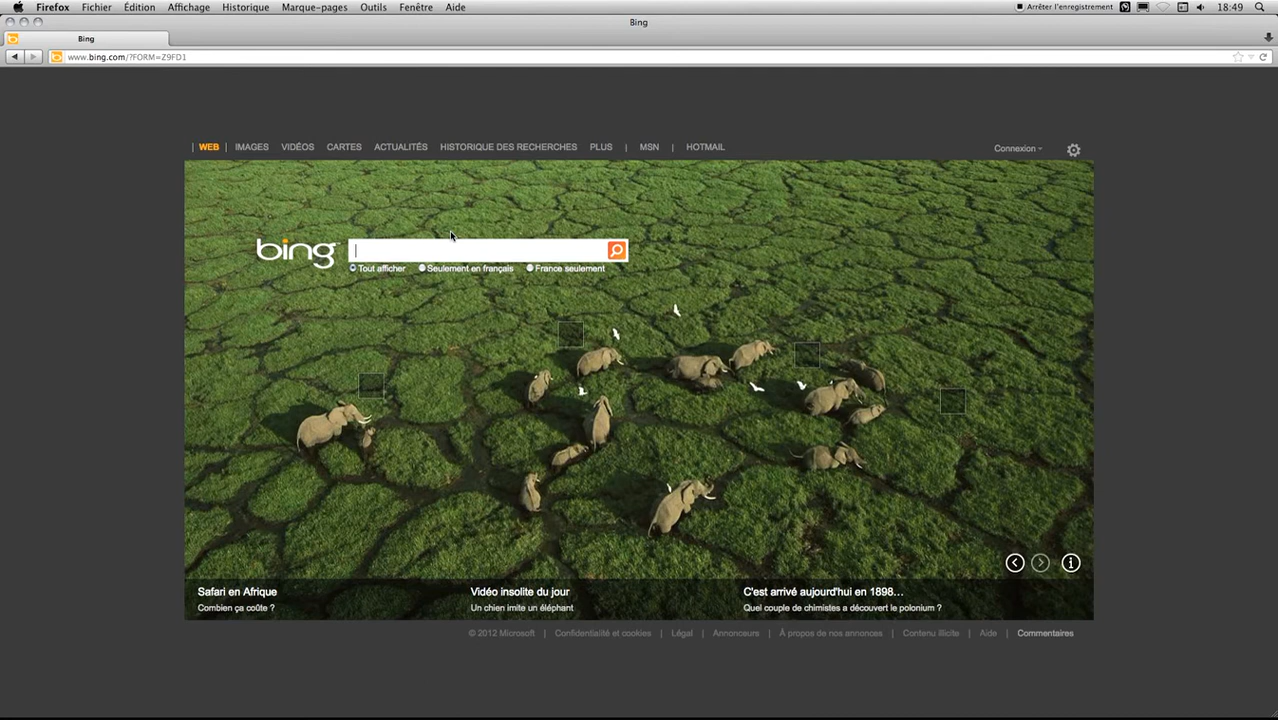 Firefox Fichier Édition Affichage Historique Marque-pages Outils Fenêtre Aide Arrêter l'enregistrement 18:49
Bing
Bing
www.bing.com/?FORM=Z9FD1
| WEB | IMAGES VIDÉOS CARTES ACTUALITÉS HISTORIQUE DES RECHERCHES PLUS | MSN | HOTMAIL Connexion
bing
Tout afficher Seulement en français France seulement
Safari en Afrique Vidéo insolite du jour C'est arrivé aujourd'hui en 1898...
Combien ça coûte ? Un chien imite un éléphant Quel couple de chimistes a découvert le polonium ?
© 2012 Microsoft | Confidentialité et cookies | Légal | Annonceurs | À propos de nos annonces | Contenu illicite | Aide | Commentaires